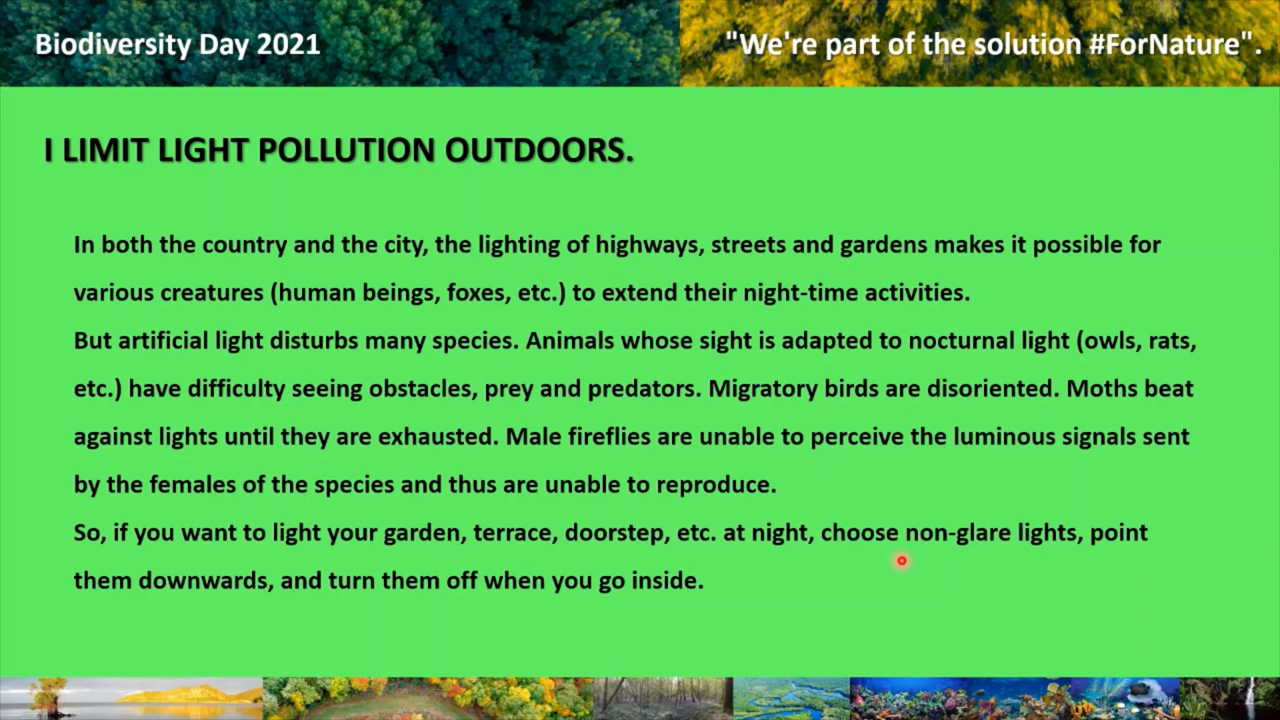 Biodiversity Day 2021
"We're part of the solution #ForNature".
I LIMIT LIGHT POLLUTION OUTDOORS.
In both the country and the city, the lighting of highways, streets and gardens makes it possible for
various creatures (human beings, foxes, etc.) to extend their night-time activities.
But artificial light disturbs many species. Animals whose sight is adapted to nocturnal light (owls, rats,
etc.) have difficulty seeing obstacles, prey and predators. Migratory birds are disoriented. Moths beat
against lights until they are exhausted. Male fireflies are unable to perceive the luminous signals sent
by the females of the species and thus are unable to reproduce.
So, if you want to light your garden, terrace, doorstep, etc. at night, choose non-glare lights, point
them downwards, and turn them off when you go inside.